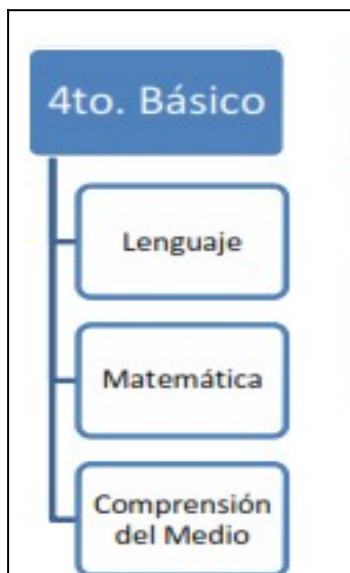 4to. Básico
Lenguaje
Matemática
Comprensión
del Medio